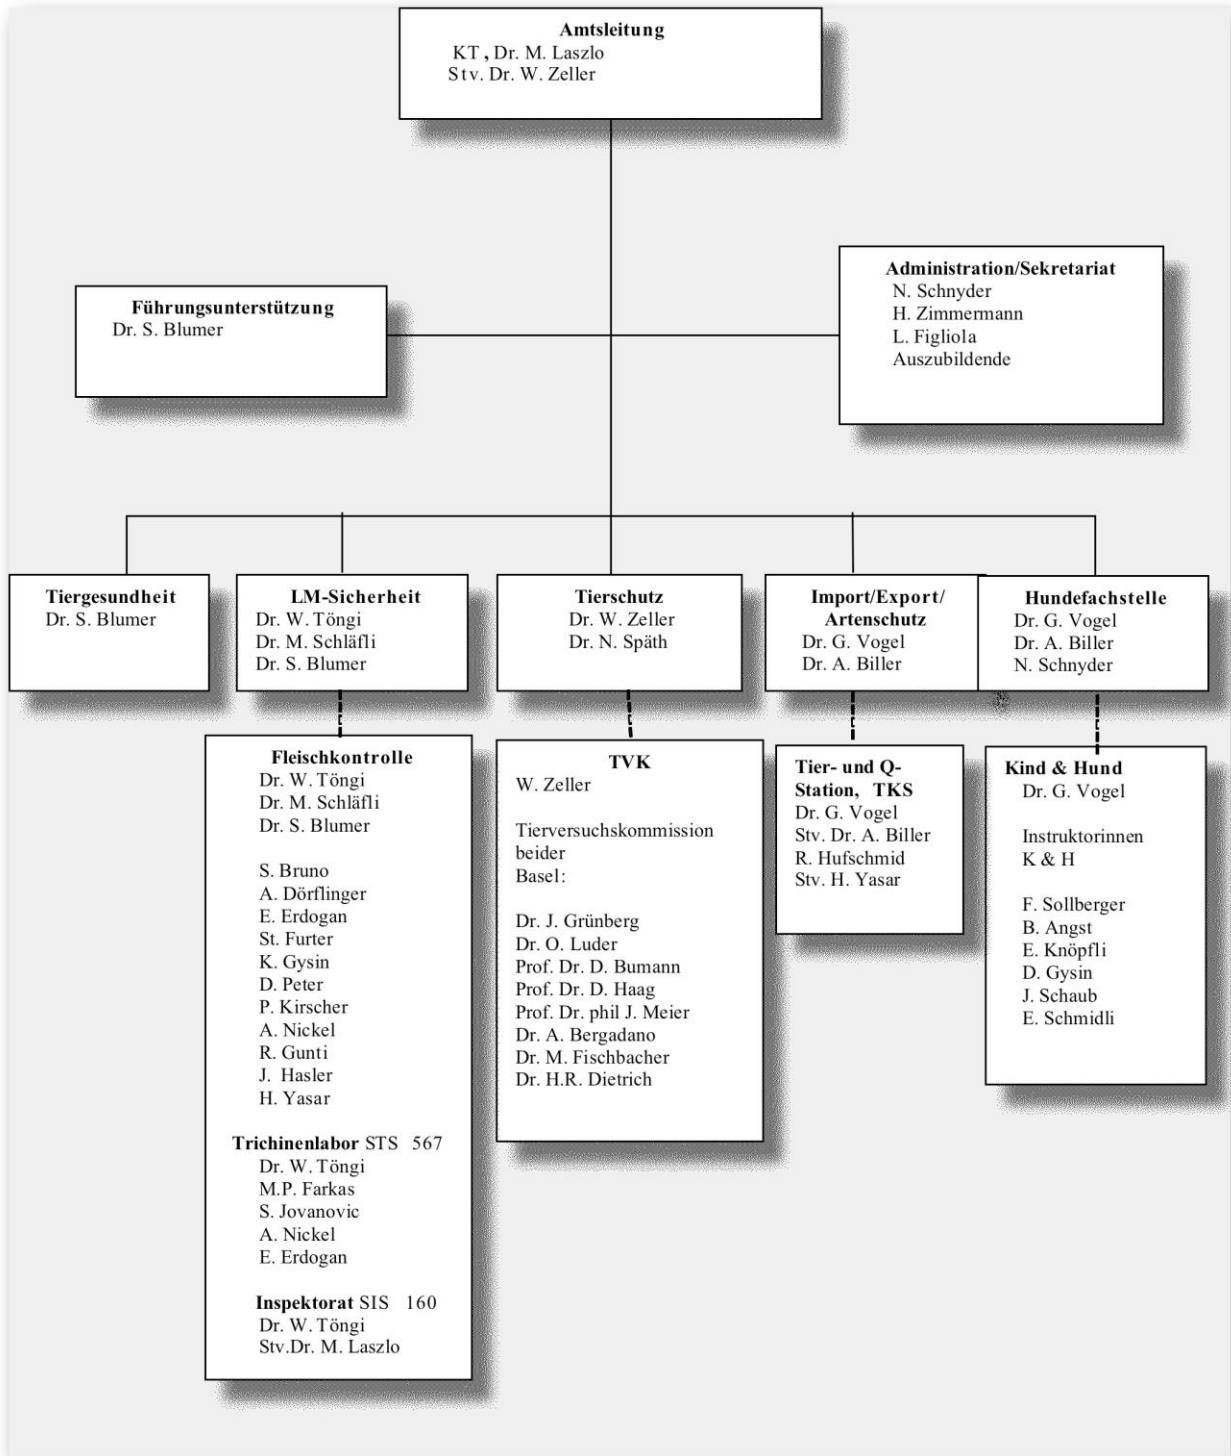 Amtsleitung
KT , Dr. M. Laszlo
Stv. Dr. W. Zeller
Führungsunterstützung
Dr. S. Blumer
Administration/Sekretariat
N. Schnyder
H. Zimmermann
L. Figliola
Auszubildende
Tiergesundheit
Dr. S. Blumer
LM-Sicherheit
Dr. W. Töngi
Dr. M. Schläfli
Dr. S. Blumer
Tierschutz
Dr. W. Zeller
Dr. N. Späth
Import/Export/
Artenschutz
Dr. G. Vogel
Dr. A. Biller
Hundefachstelle
Dr. G. Vogel
Dr. A. Biller
N. Schnyder
Fleischkontrolle
Dr. W. Töngi
Dr. M. Schläfli
Dr. S. Blumer
S. Bruno
A. Dörflinger
E. Erdogan
St. Furter
K. Gysin
D. Peter
P. Kirscher
A. Nickel
R. Gunti
J. Hasler
H. Yasar
Trichinenlabor STS 567
Dr. W. Töngi
M.P. Farkas
S. Jovanovic
A. Nickel
E. Erdogan
Inspektorat SIS 160
Dr. W. Töngi
Stv.Dr. M. Laszlo
TVK
W. Zeller
Tierversuchskommission
beider
Basel:
Dr. J. Grünberg
Dr. O. Luder
Prof. Dr. D. Bumann
Prof. Dr. D. Haag
Prof. Dr. phil J. Meier
Dr. A. Bergadano
Dr. M. Fischbacher
Dr. H.R. Dietrich
Tier- und Q-
Station, TKS
Dr. G. Vogel
Stv. Dr. A. Biller
R. Hufschmid
Stv. H. Yasar
Kind & Hund
Dr. G. Vogel
Instruktorinnen
K & H
F. Sollberger
B. Angst
E. Knöpfli
D. Gysin
J. Schaub
E. Schmidli